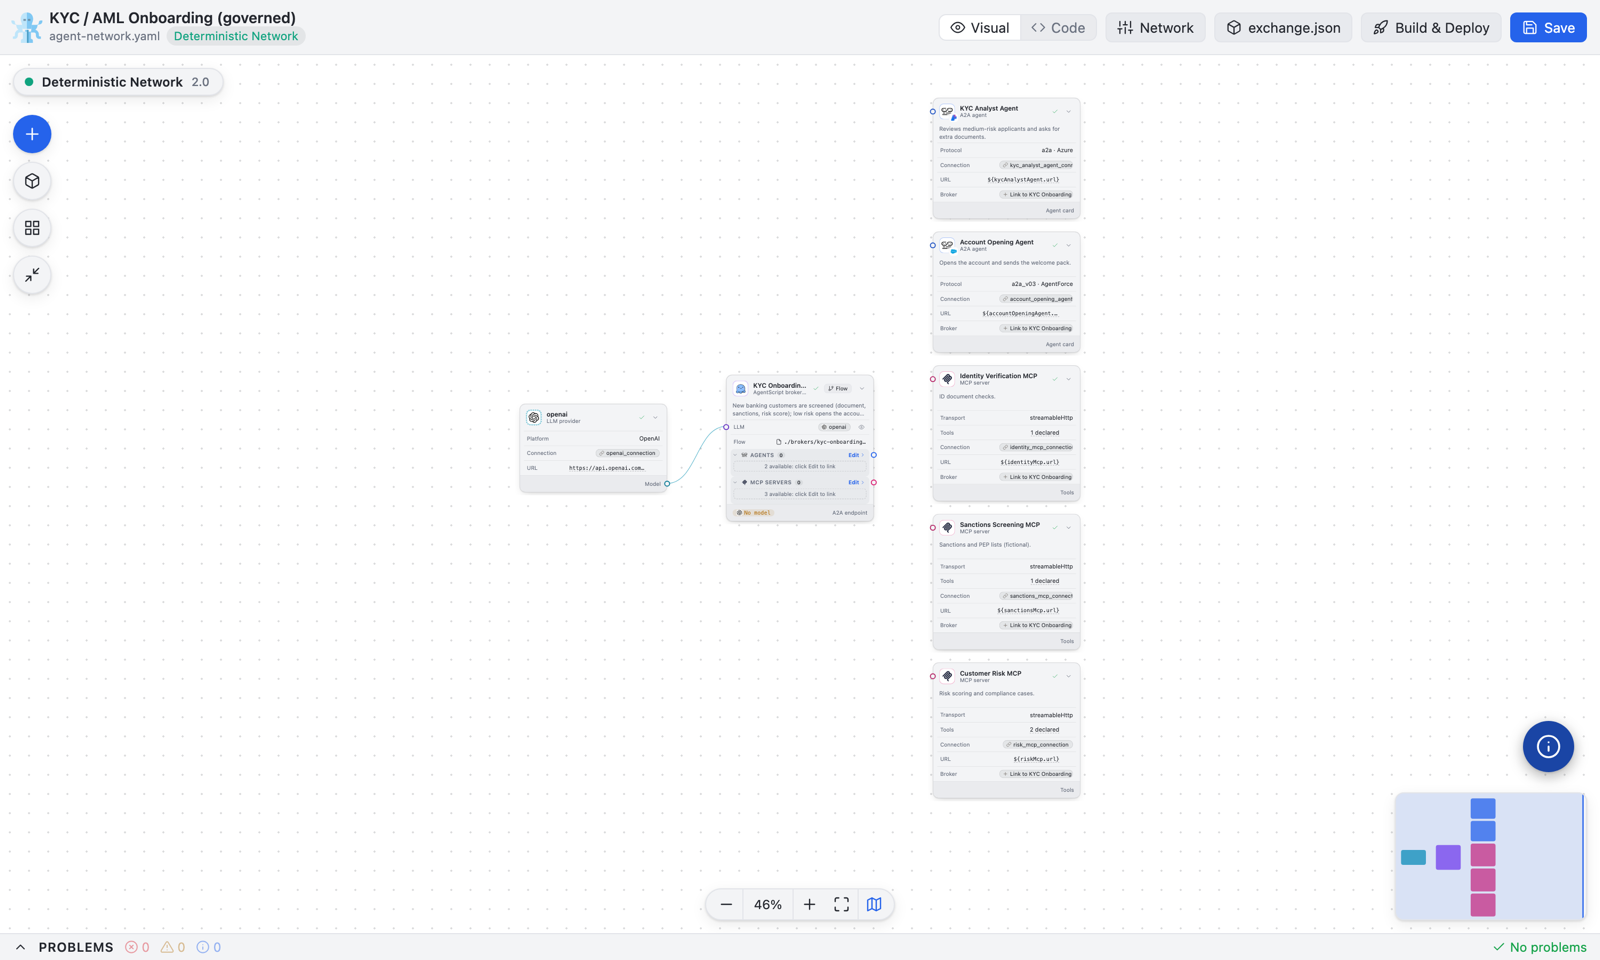 KYC / AML Onboarding (governed)
agent-network.yaml Deterministic Network
Visual Code Network exchange.json Build & Deploy Save
Deterministic Network 2.0
KYC Analyst Agent
A2A agent
Reviews medium-risk applicants and asks for
extra documents.
Protocol a2a · Azure
Connection kyc_analyst_agent_conn
URL ${kycAnalystAgent.url}
Broker + Link to KYC Onboarding
Agent card
Account Opening Agent
A2A agent
Opens the account and sends the welcome pack.
Protocol a2a_v03 · AgentForce
Connection account_opening_agent
URL ${accountOpeningAgent...
Broker + Link to KYC Onboarding
Agent card
openai
LLM provider
Platform OpenAI
Connection openai_connection
URL https://api.openai.com...
Model
KYC Onboardin... Flow
AgentScript broker...
New banking customers are screened (document,
sanctions, risk score); low risk opens the accou...
LLM openai
Flow ./brokers/kyc-onboarding...
AGENTS 0 Edit
2 available: click Edit to link
MCP SERVERS 0 Edit
3 available: click Edit to link
No model A2A endpoint
Identity Verification MCP
MCP server
ID document checks.
Transport streamableHttp
Tools 1 declared
Connection identity_mcp_connectio
URL ${identityMcp.url}
Broker + Link to KYC Onboarding
Tools
Sanctions Screening MCP
MCP server
Sanctions and PEP lists (fictional).
Transport streamableHttp
Tools 1 declared
Connection sanctions_mcp_connect
URL ${sanctionsMcp.url}
Broker + Link to KYC Onboarding
Tools
Customer Risk MCP
MCP server
Risk scoring and compliance cases.
Transport streamableHttp
Tools 2 declared
Connection risk_mcp_connection
URL ${riskMcp.url}
Broker + Link to KYC Onboarding
Tools
46%
PROBLEMS 0 0 0 No problems